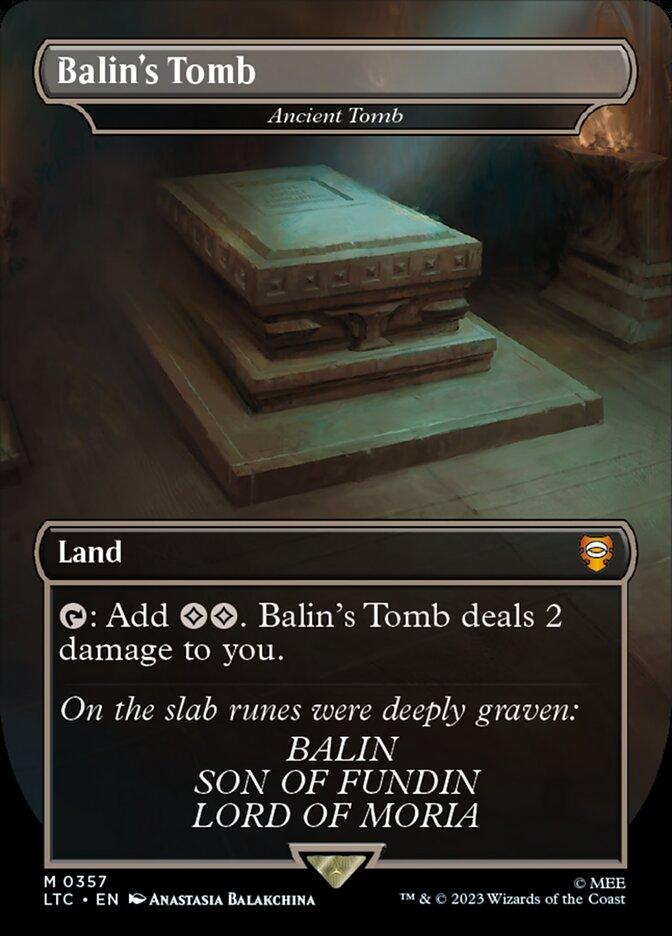 Balin's Tomb
Ancient Tomb
Land
: Add . Balin's Tomb deals 2
damage to you.
On the slab runes were deeply graven:
BALIN
SON OF FUNDIN
LORD OF MORIA
M 0357
© MEE
LTC • EN Anastasia Balakchina
™ & © 2023 Wizards of the Coast